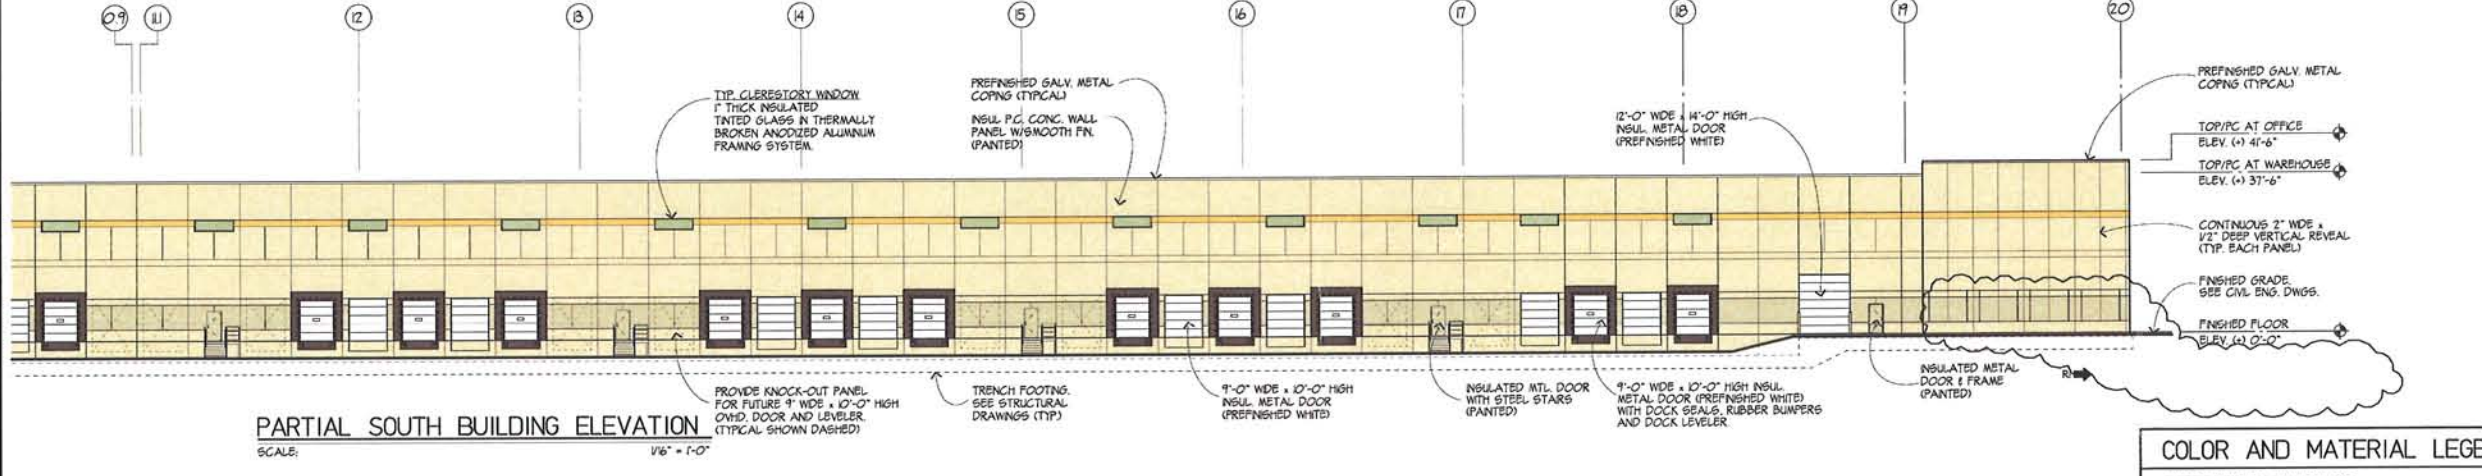 10.9
11.1
12
13
14
15
16
17
18
19
20
TYP. CLERESTORY WINDOW
1" THICK INSULATED
TINTED GLASS IN THERMALLY
BROKEN ANODIZED ALUMINUM
FRAMING SYSTEM.
PREFINISHED GALV. METAL
COPING (TYPICAL)
INSUL P.C. CONC. WALL
PANEL W/SMOOTH FIN.
(PAINTED)
12'-0" WIDE x 14'-0" HIGH
INSUL. METAL DOOR
(PREFINISHED WHITE)
PREFINISHED GALV. METAL
COPING (TYPICAL)
TOP/PC AT OFFICE
ELEV. (+) 41'-6"
TOP/PC AT WAREHOUSE
ELEV. (+) 37'-6"
CONTINUOUS 2" WIDE x
1/2" DEEP VERTICAL REVEAL
(TYP. EACH PANEL)
FINISHED GRADE.
SEE CIVIL ENG. DWGS.
FINISHED FLOOR
ELEV. (+) 0'-0"
PROVIDE KNOCK-OUT PANEL
FOR FUTURE 9' WIDE x 10'-0" HIGH
OVHD. DOOR AND LEVELER.
(TYPICAL SHOWN DASHED)
TRENCH FOOTING.
SEE STRUCTURAL
DRAWINGS (TYP.)
9'-0" WIDE x 10'-0" HIGH
INSUL. METAL DOOR
(PREFINISHED WHITE)
INSULATED MTL. DOOR
WITH STEEL STAIRS
(PAINTED)
9'-0" WIDE x 10'-0" HIGH INSUL.
METAL DOOR (PREFINISHED WHITE)
WITH DOCK SEALS, RUBBER BUMPERS
AND DOCK LEVELER
INSULATED METAL
DOOR & FRAME
(PAINTED)
PARTIAL SOUTH BUILDING ELEVATION
SCALE: 1/16" = 1'-0"
COLOR AND MATERIAL LEGE